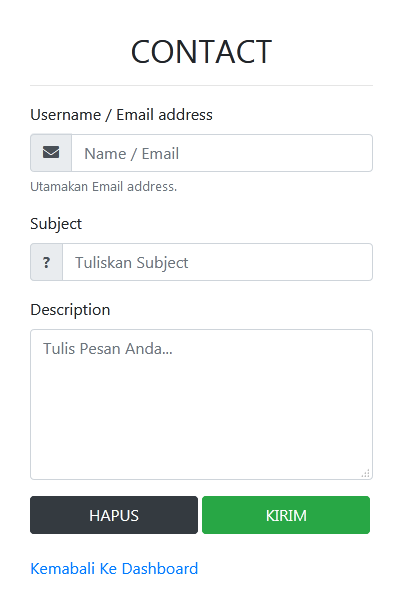 CONTACT
Username / Email address
Name / Email
Utamakan Email address.
Subject
? Tuliskan Subject
Description
Tulis Pesan Anda...
HAPUS KIRIM
Kemabali Ke Dashboard